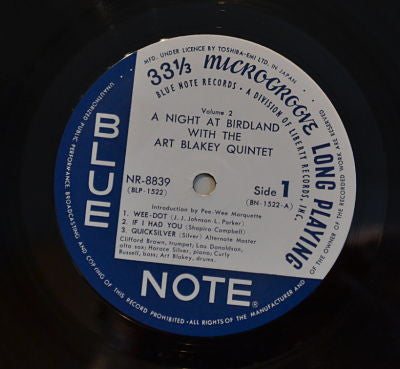 MFG. UNDER LICENCE BY TOSHIBA-EMI LTD. IN JAPAN
33⅓ MICROGROOVE LONG PLAYING
BLUE NOTE RECORDS • A DIVISION OF LIBERTY RECORDS, INC.
Volume 2
A NIGHT AT BIRDLAND
WITH THE
ART BLAKEY QUINTET
NR-8839
(BLP-1522)
Side 1
(BN-1522-A)
Introduction by Pee-Wee Marquette
1. WEE-DOT (J. J. Johnson-L. Parker)
2. IF I HAD YOU (Shapiro Campbell)
3. QUICKSILVER (Silver) Alternate Master
Clifford Brown, trumpet; Lou Donaldson,
alto sax; Horace Silver, piano; Curly
Russell, bass; Art Blakey, drums.
BLUE
NOTE®
UNAUTHORIZED PUBLIC PERFORMANCE BROADCASTING AND COPYING OF THIS RECORD PROHIBITED • ALL RIGHTS OF THE MANUFACTURER AND OF THE OWNER OF THE RECORDED WORK ARE RESERVED